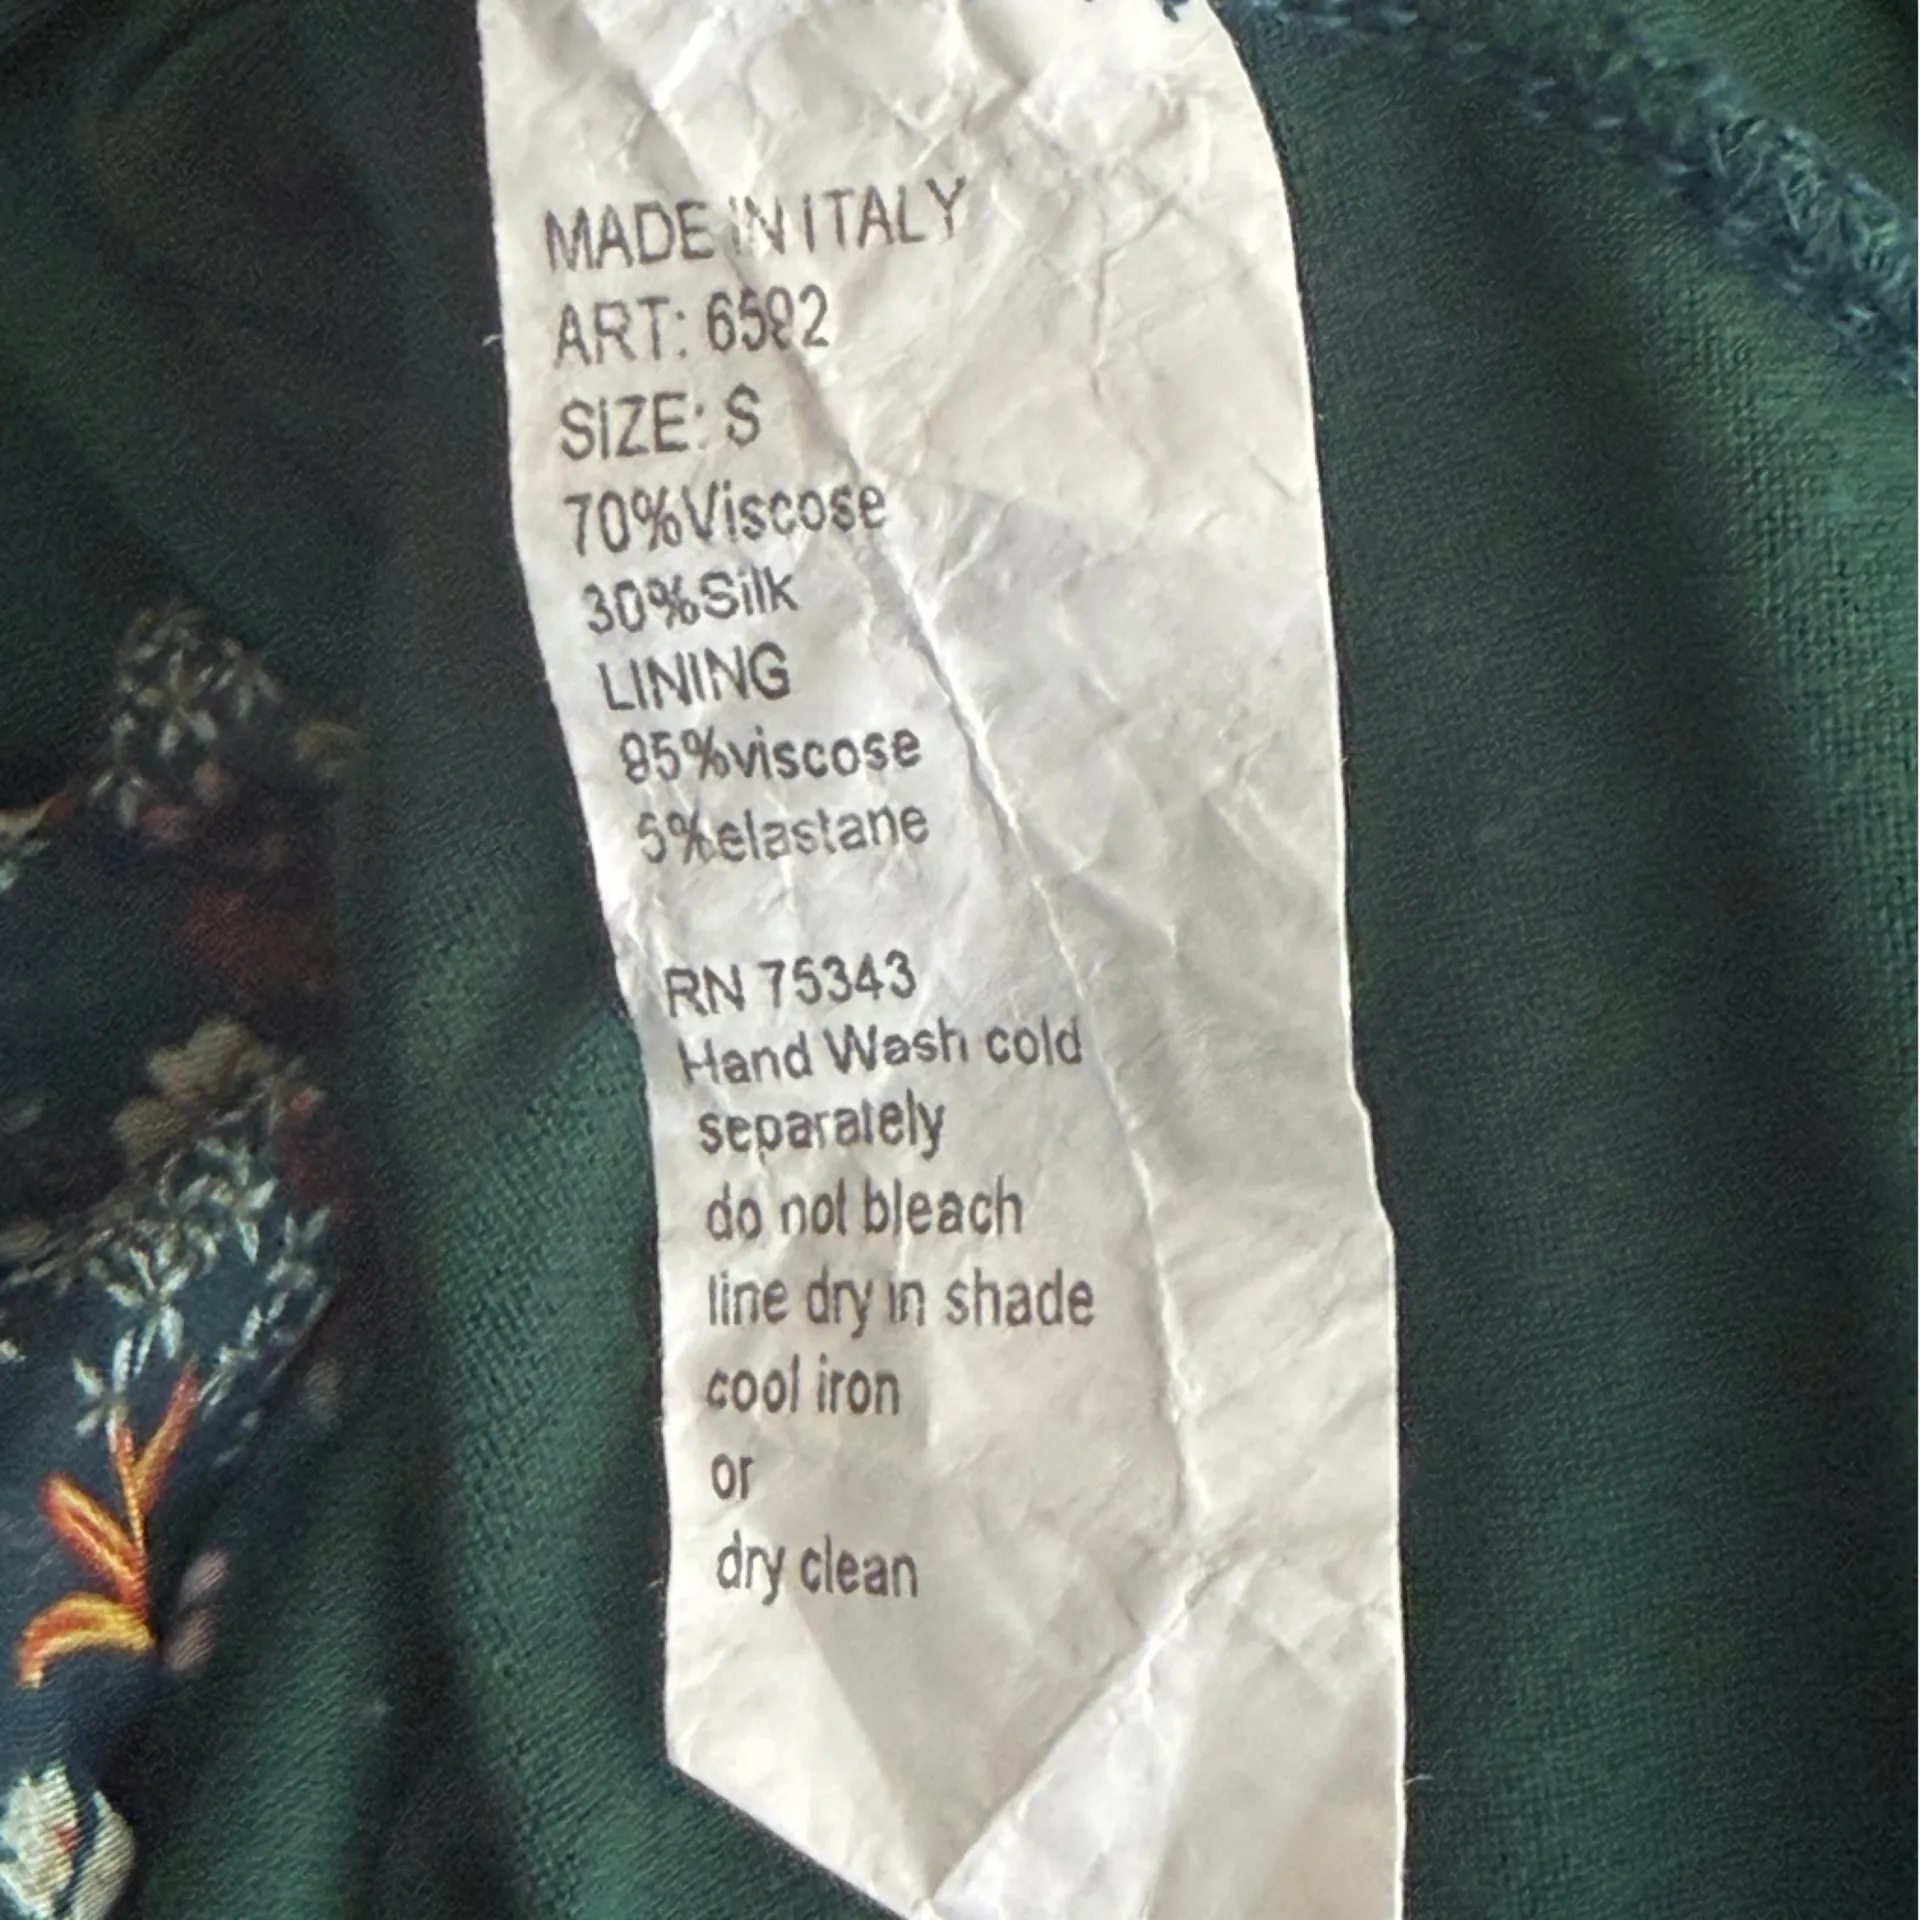 MADE IN ITALY
ART: 6592
SIZE: S
70%Viscose
30%Silk
LINING
95%viscose
5%elastane
RN 75343
Hand Wash cold
separately
do not bleach
line dry in shade
cool iron
or
dry clean